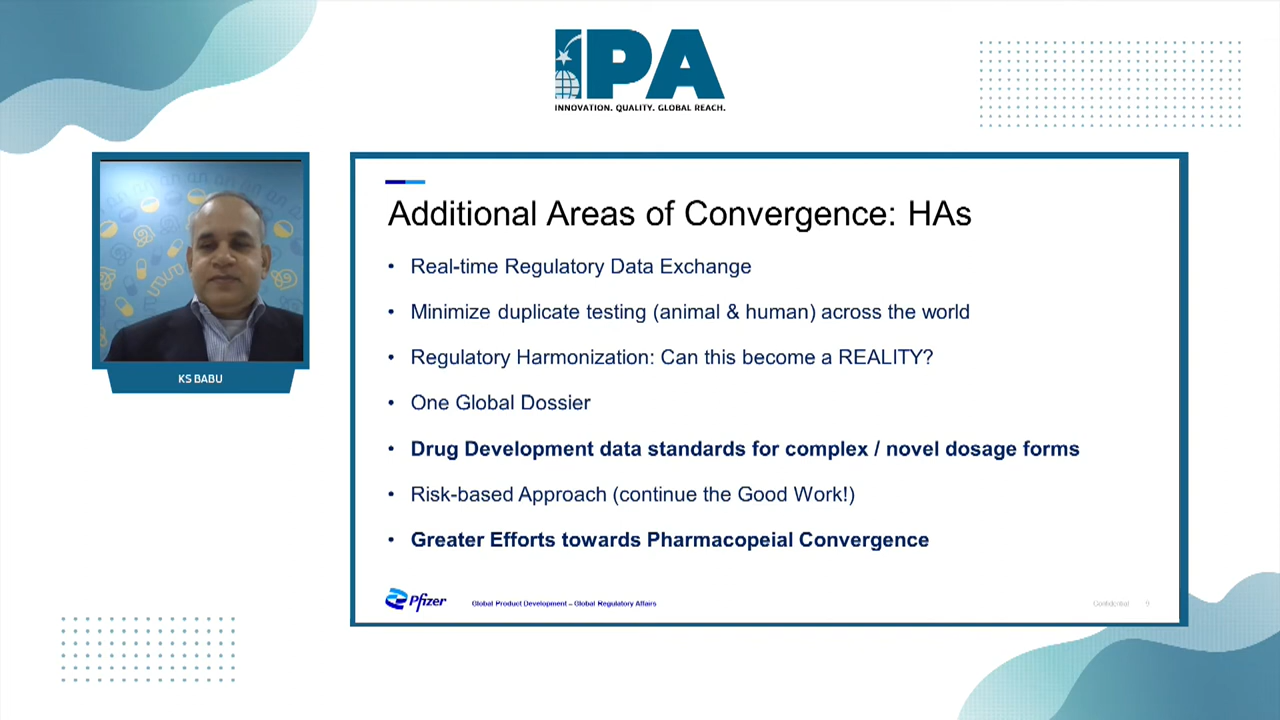 IPA
INNOVATION. QUALITY. GLOBAL REACH.
KS BABU
Additional Areas of Convergence: HAs
• Real-time Regulatory Data Exchange
• Minimize duplicate testing (animal & human) across the world
• Regulatory Harmonization: Can this become a REALITY?
• One Global Dossier
• Drug Development data standards for complex / novel dosage forms
• Risk-based Approach (continue the Good Work!)
• Greater Efforts towards Pharmacopeial Convergence
Pfizer Global Product Development – Global Regulatory Affairs Confidential 9